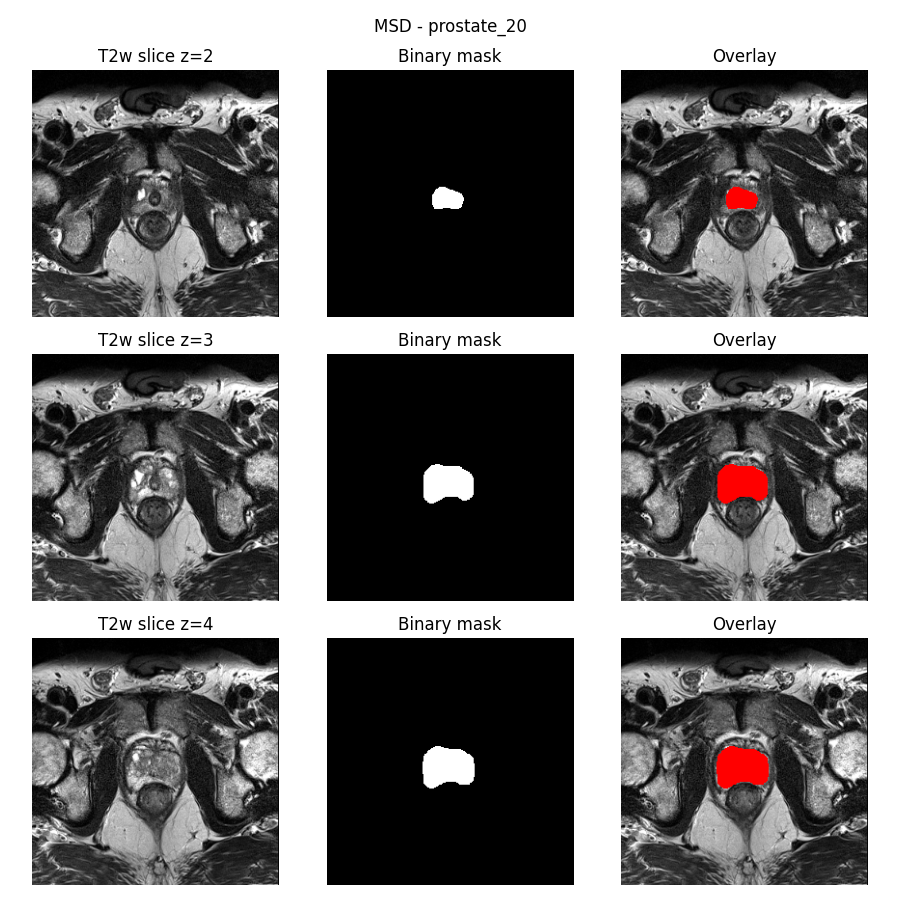 MSD - prostate_20
T2w slice z=2
Binary mask
Overlay
T2w slice z=3
Binary mask
Overlay
T2w slice z=4
Binary mask
Overlay